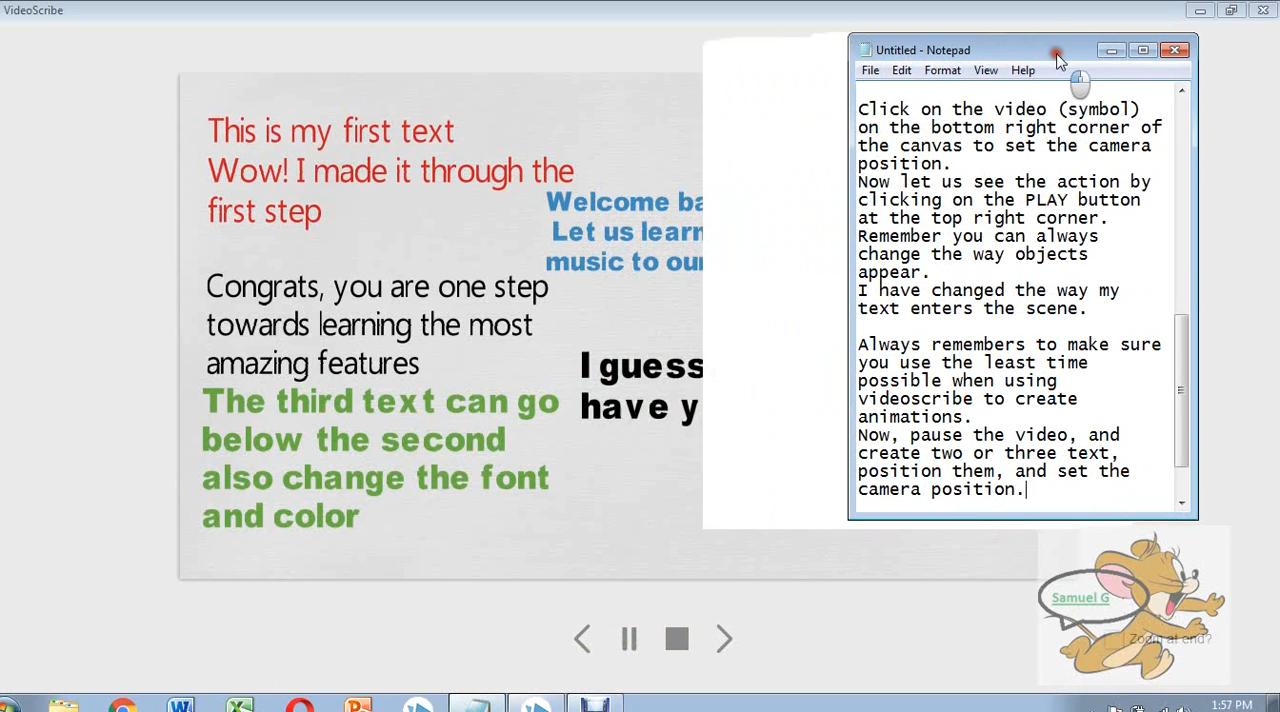 VideoScribe
This is my first text
Wow! I made it through the
first step
Welcome ba
Let us learn
music to our
Congrats, you are one step
towards learning the most
amazing features
I guess
have y
The third text can go
below the second
also change the font
and color
Untitled - Notepad
File Edit Format View Help
Click on the video (symbol)
on the bottom right corner of
the canvas to set the camera
position.
Now let us see the action by
clicking on the PLAY button
at the top right corner.
Remember you can always
change the way objects
appear.
I have changed the way my
text enters the scene.
Always remembers to make sure
you use the least time
possible when using
videoscribe to create
animations.
Now, pause the video, and
create two or three text,
position them, and set the
camera position.
Samuel G
Zoom at end?
1:57 PM